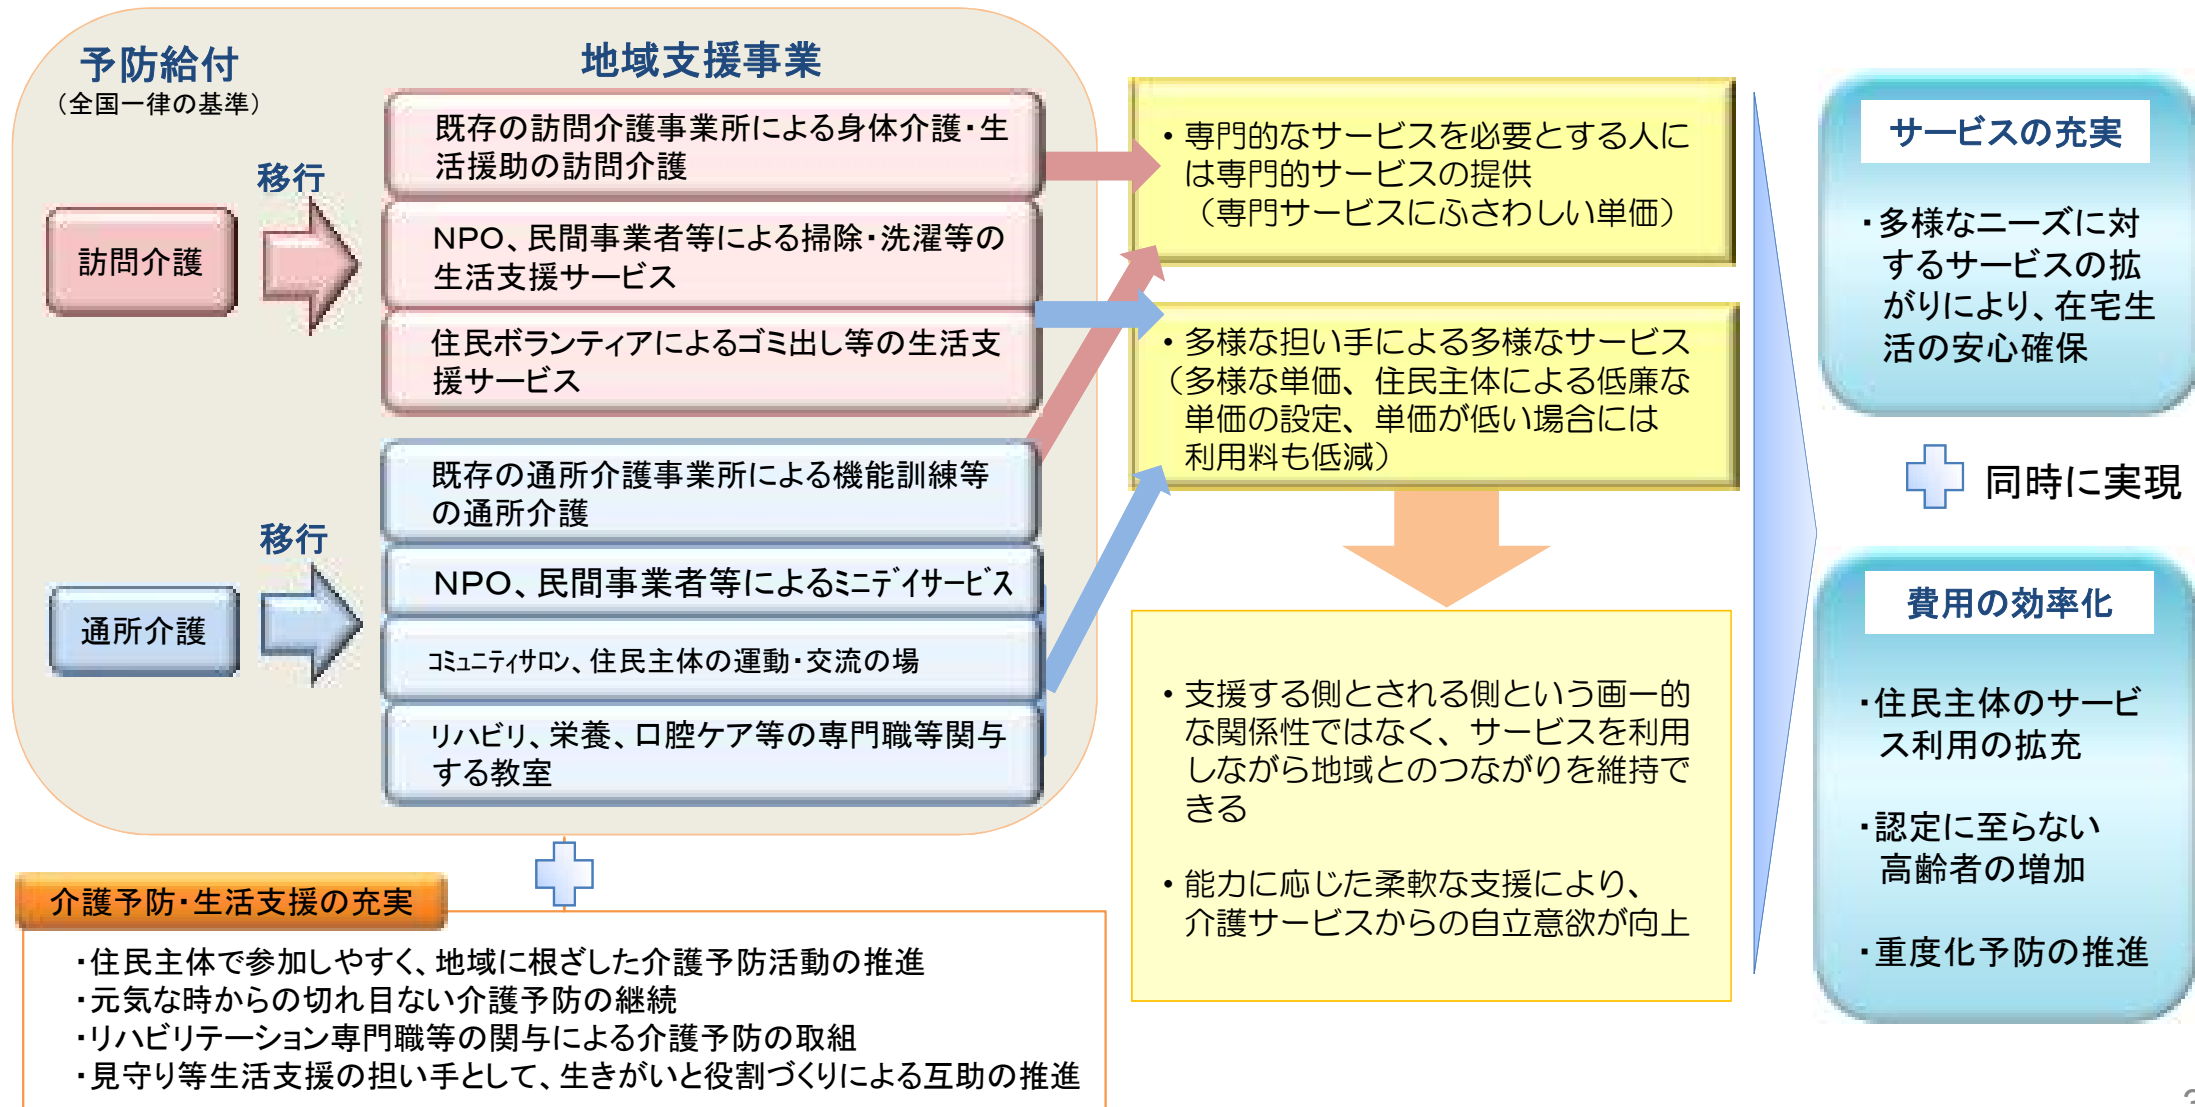 予防給付
（全国一律の基準）
地域支援事業
移行
訪問介護
既存の訪問介護事業所による身体介護・生
活援助の訪問介護
NPO、民間事業者等による掃除・洗濯等の
生活支援サービス
住民ボランティアによるゴミ出し等の生活支
援サービス
移行
通所介護
既存の通所介護事業所による機能訓練等
の通所介護
NPO、民間事業者等によるミニデイサービス
コミュニティサロン、住民主体の運動・交流の場
リハビリ、栄養、口腔ケア等の専門職等関与
する教室
介護予防・生活支援の充実
・住民主体で参加しやすく、地域に根ざした介護予防活動の推進
・元気な時からの切れ目ない介護予防の継続
・リハビリテーション専門職等の関与による介護予防の取組
・見守り等生活支援の担い手として、生きがいと役割づくりによる互助の推進
・専門的なサービスを必要とする人に
は専門的サービスの提供
（専門サービスにふさわしい単価）
・多様な担い手による多様なサービス
（多様な単価、住民主体による低廉な
単価の設定、単価が低い場合には
利用料も低減）
・支援する側とされる側という画一的
な関係性ではなく、サービスを利用
しながら地域とのつながりを維持で
きる
・能力に応じた柔軟な支援により、
介護サービスからの自立意欲が向上
サービスの充実
・多様なニーズに対
するサービスの拡
がりにより、在宅生
活の安心確保
同時に実現
費用の効率化
・住民主体のサービ
ス利用の拡充
・認定に至らない
高齢者の増加
・重度化予防の推進